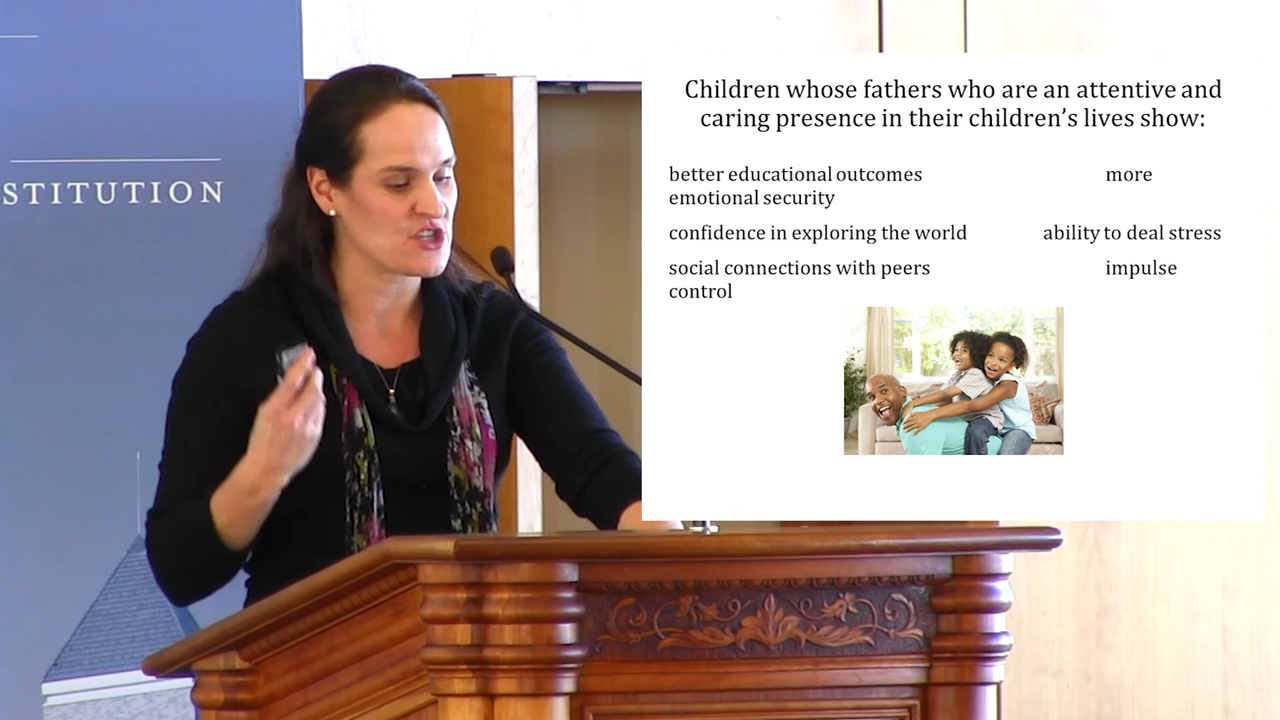 STITUTION
Children whose fathers who are an attentive and
caring presence in their children's lives show:
better educational outcomes more
emotional security
confidence in exploring the world ability to deal stress
social connections with peers impulse
control